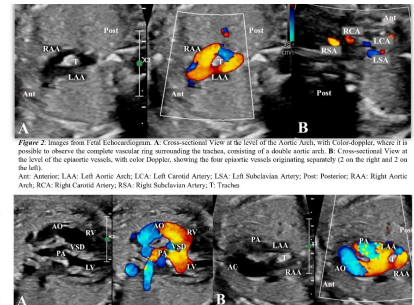 Post
RAA
T
LAA
Ant
A
RAA
T
LAA
Post
Ant
Ant
RCA
LCA
RSA
LSA
Post
B
Figure 2: Images from Fetal Echocardiogram. A: Cross-sectional View at the level of the Aortic Arch, with Color-doppler, where it is
possible to observe the complete vascular ring surrounding the trachea, consisting of a double aortic arch. B: Cross-sectional View at
the level of the epiaortic vessels, with color Doppler, showing the four epiaortic vessels originating separately (2 on the right and 2 on
the left).
Ant: Anterior; LAA: Left Aortic Arch; LCA: Left Carotid Artery; LSA: Left Subclavian Artery; Post: Posterior; RAA: Right Aortic
Arch; RCA: Right Carotid Artery; RSA: Right Subclavian Artery; T: Trachea
AO
RV
VSD
PA
LV
A
AO
RV
VSD
PA
LV
PA
LAA
T
AO
RAA
B
Post
PA
LAA
T
AO
RAA
Ant